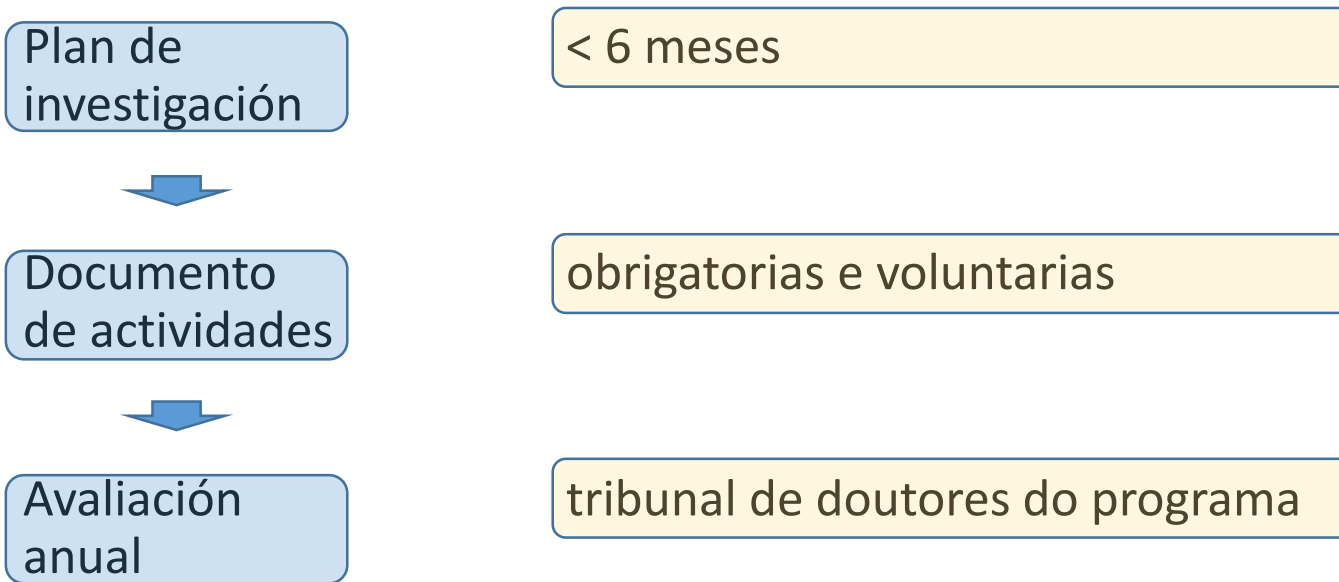 Plan de
investigación
< 6 meses
Documento
de actividades
obrigatorias e voluntarias
Avaliación
anual
tribunal de doutores do programa